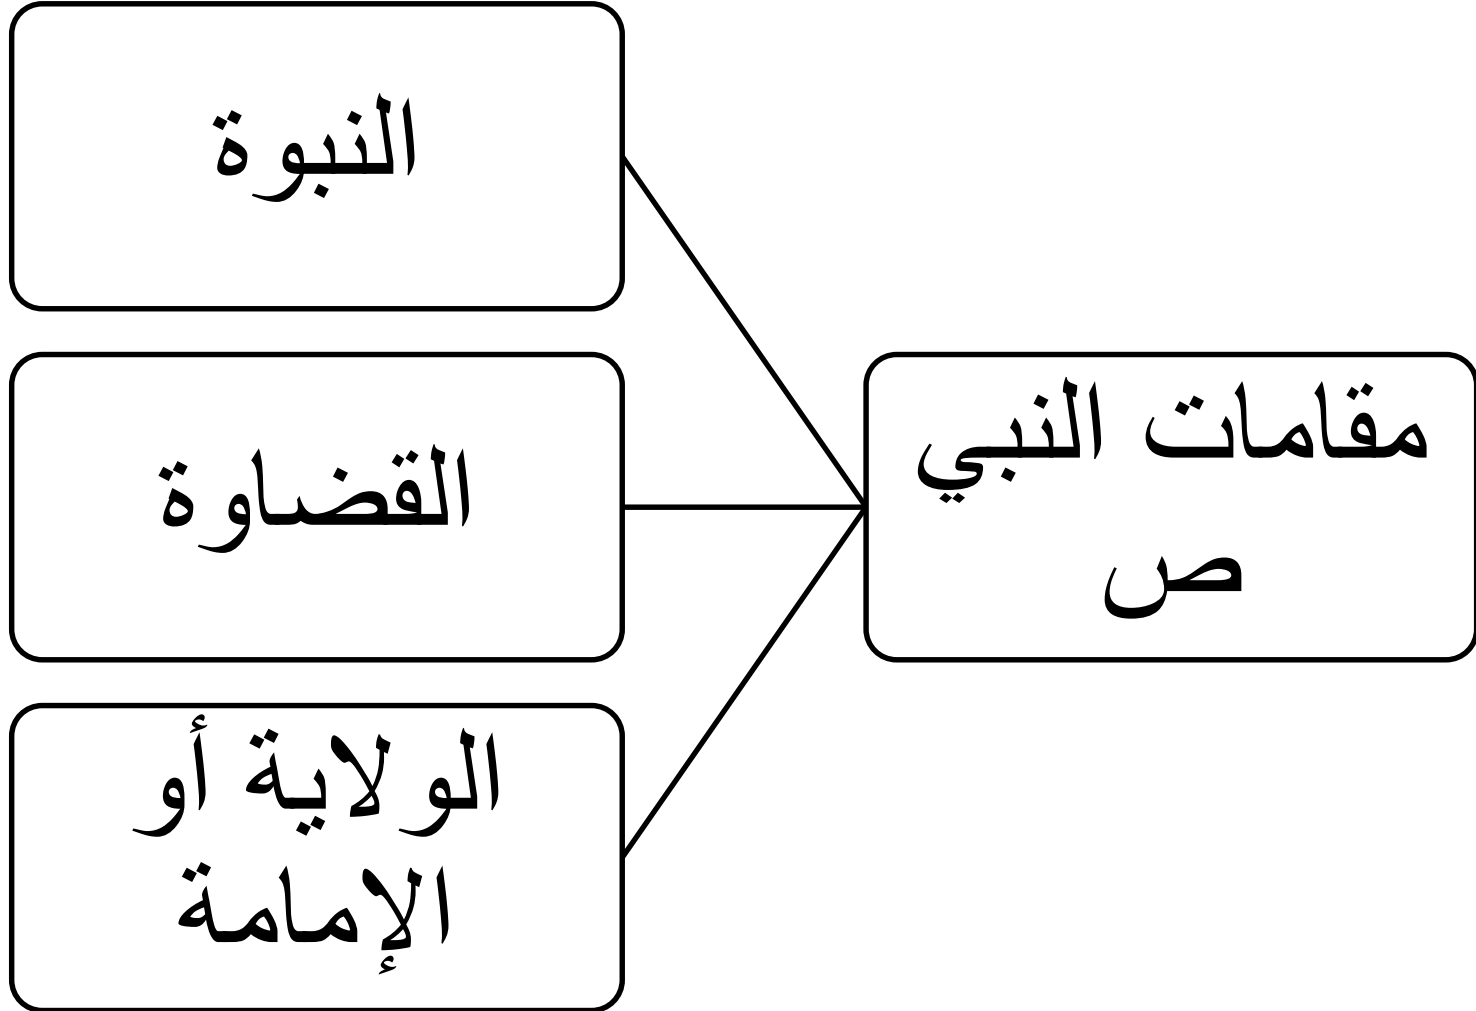 مقامات النبي
ص
النبوة
القضاوة
الولاية أو
الإمامة